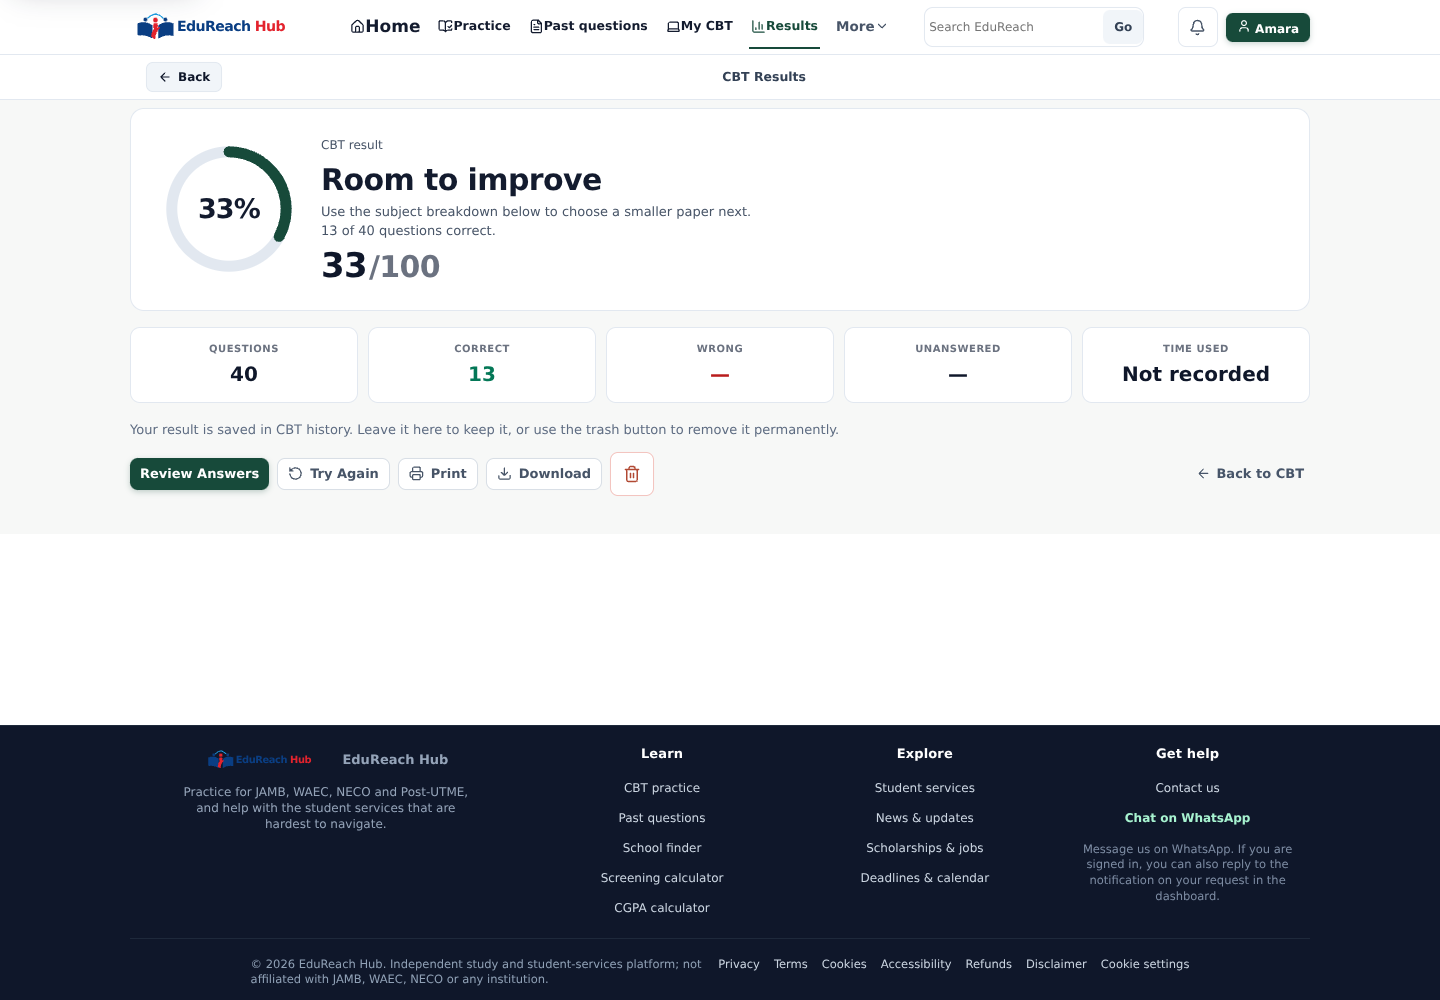 EduReach Hub
Home
Practice
Past questions
My CBT
Results
More
Search EduReach
Go
Amara
Back
CBT Results
33%
CBT result
Room to improve
Use the subject breakdown below to choose a smaller paper next.
13 of 40 questions correct.
33/100
QUESTIONS
40
CORRECT
13
WRONG
—
UNANSWERED
—
TIME USED
Not recorded
Your result is saved in CBT history. Leave it here to keep it, or use the trash button to remove it permanently.
Review Answers
Try Again
Print
Download
Back to CBT
EduReach Hub
EduReach Hub
Practice for JAMB, WAEC, NECO and Post-UTME,
and help with the student services that are
hardest to navigate.
Learn
CBT practice
Past questions
School finder
Screening calculator
CGPA calculator
Explore
Student services
News & updates
Scholarships & jobs
Deadlines & calendar
Get help
Contact us
Chat on WhatsApp
Message us on WhatsApp. If you are
signed in, you can also reply to the
notification on your request in the
dashboard.
© 2026 EduReach Hub. Independent study and student-services platform; not
affiliated with JAMB, WAEC, NECO or any institution.
Privacy
Terms
Cookies
Accessibility
Refunds
Disclaimer
Cookie settings